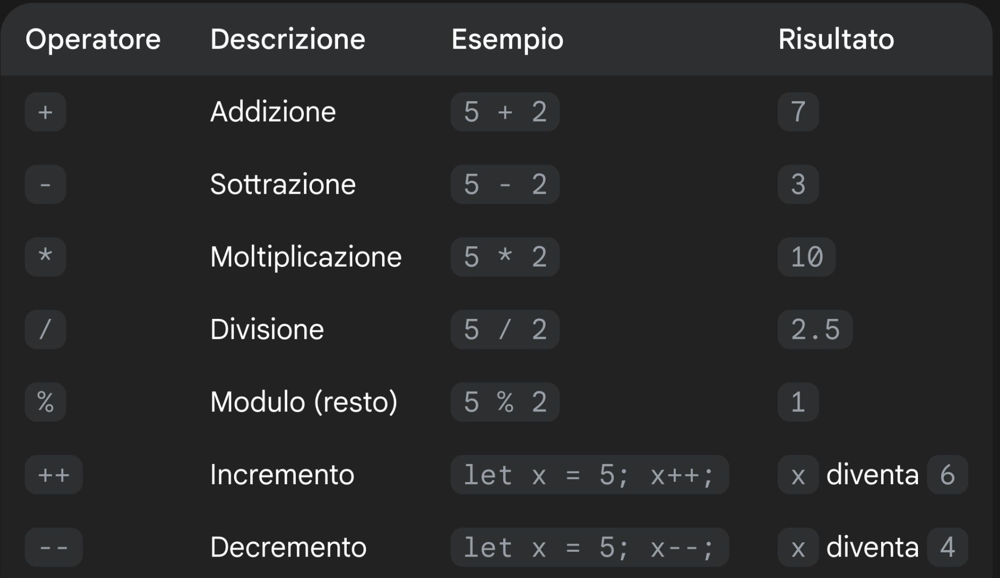 Operatore Descrizione Esempio Risultato
+ Addizione 5 + 2 7
- Sottrazione 5 - 2 3
* Moltiplicazione 5 * 2 10
/ Divisione 5 / 2 2.5
% Modulo (resto) 5 % 2 1
++ Incremento let x = 5; x++; x diventa 6
-- Decremento let x = 5; x--; x diventa 4